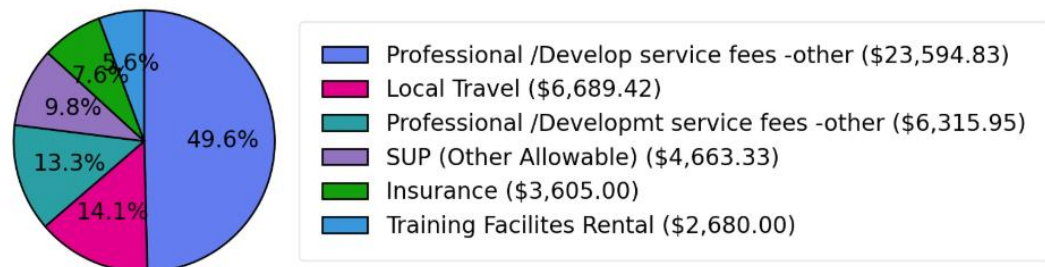 5.6%
7.6%
9.8%
49.6%
13.3%
14.1%
Professional /Develop service fees -other ($23,594.83)
Local Travel ($6,689.42)
Professional /Developmt service fees -other ($6,315.95)
SUP (Other Allowable) ($4,663.33)
Insurance ($3,605.00)
Training Facilites Rental ($2,680.00)